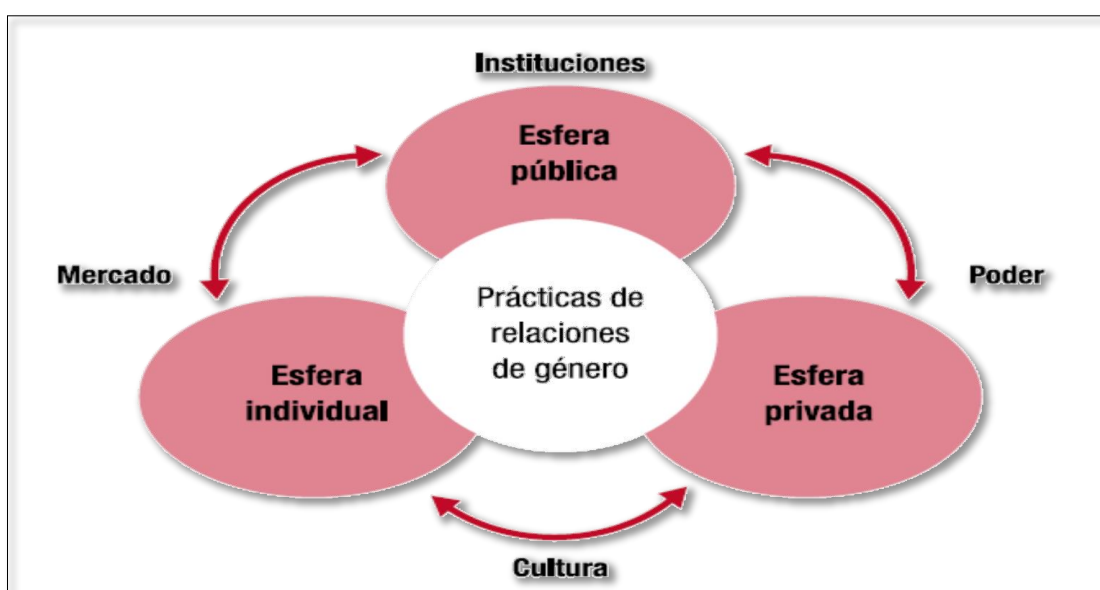 Instituciones
Esfera
pública
Mercado
Poder
Prácticas de
relaciones
de género
Esfera
individual
Esfera
privada
Cultura